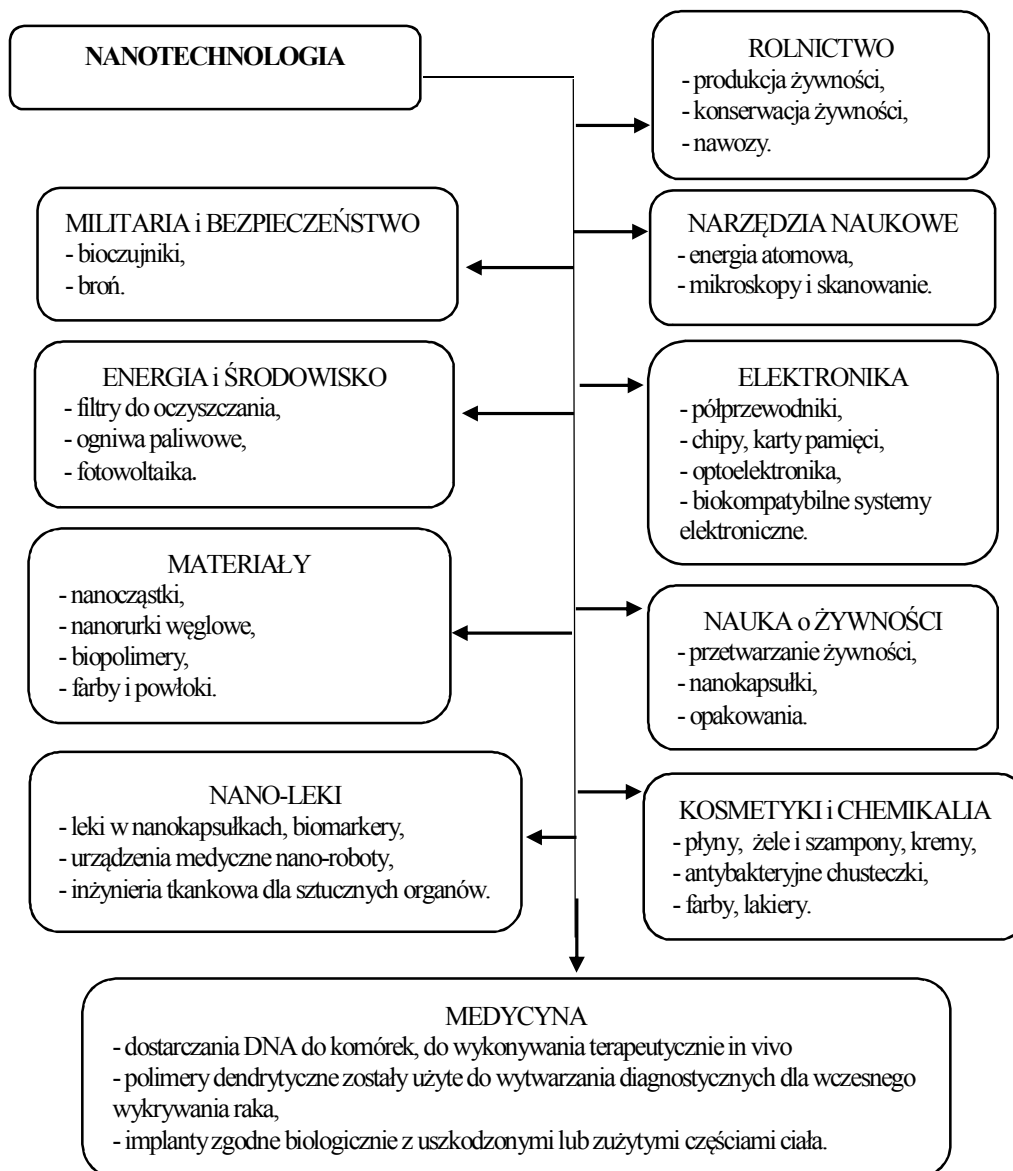 NANOTECHNOLOGIA
ROLNICTWO
- produkcja żywności,
- konserwacja żywności,
- nawozy.
MILITARIA i BEZPIECZEŃSTWO
- bioczujniki,
- broń.
NARZĘDZIA NAUKOWE
- energia atomowa,
- mikroskopy i skanowanie.
ENERGIA i ŚRODOWISKO
- filtry do oczyszczania,
- ogniwa paliwowe,
- fotowoltaika.
ELEKTRONIKA
- półprzewodniki,
- chipy, karty pamięci,
- optoelektronika,
- biokompatybilne systemy
elektroniczne.
MATERIAŁY
- nanocząstki,
- nanorurki węglowe,
- biopolimery,
- farby i powłoki.
NAUKA o ŻYWNOŚCI
- przetwarzanie żywności,
- nanokapsułki,
- opakowania.
NANO-LEKI
- leki w nanokapsułkach, biomarkery,
- urządzenia medyczne nano-roboty,
- inżynieria tkankowa dla sztucznych organów.
KOSMETYKI i CHEMIKALIA
- płyny, żele i szampony, kremy,
- antybakteryjne chusteczki,
- farby, lakiery.
MEDYCYNA
- dostarczania DNA do komórek, do wykonywania terapeutycznie in vivo
- polimery dendrytyczne zostały użyte do wytwarzania diagnostycznych dla wczesnego
wykrywania raka,
- implanty zgodne biologicznie z uszkodzonymi lub zużytymi częściami ciała.